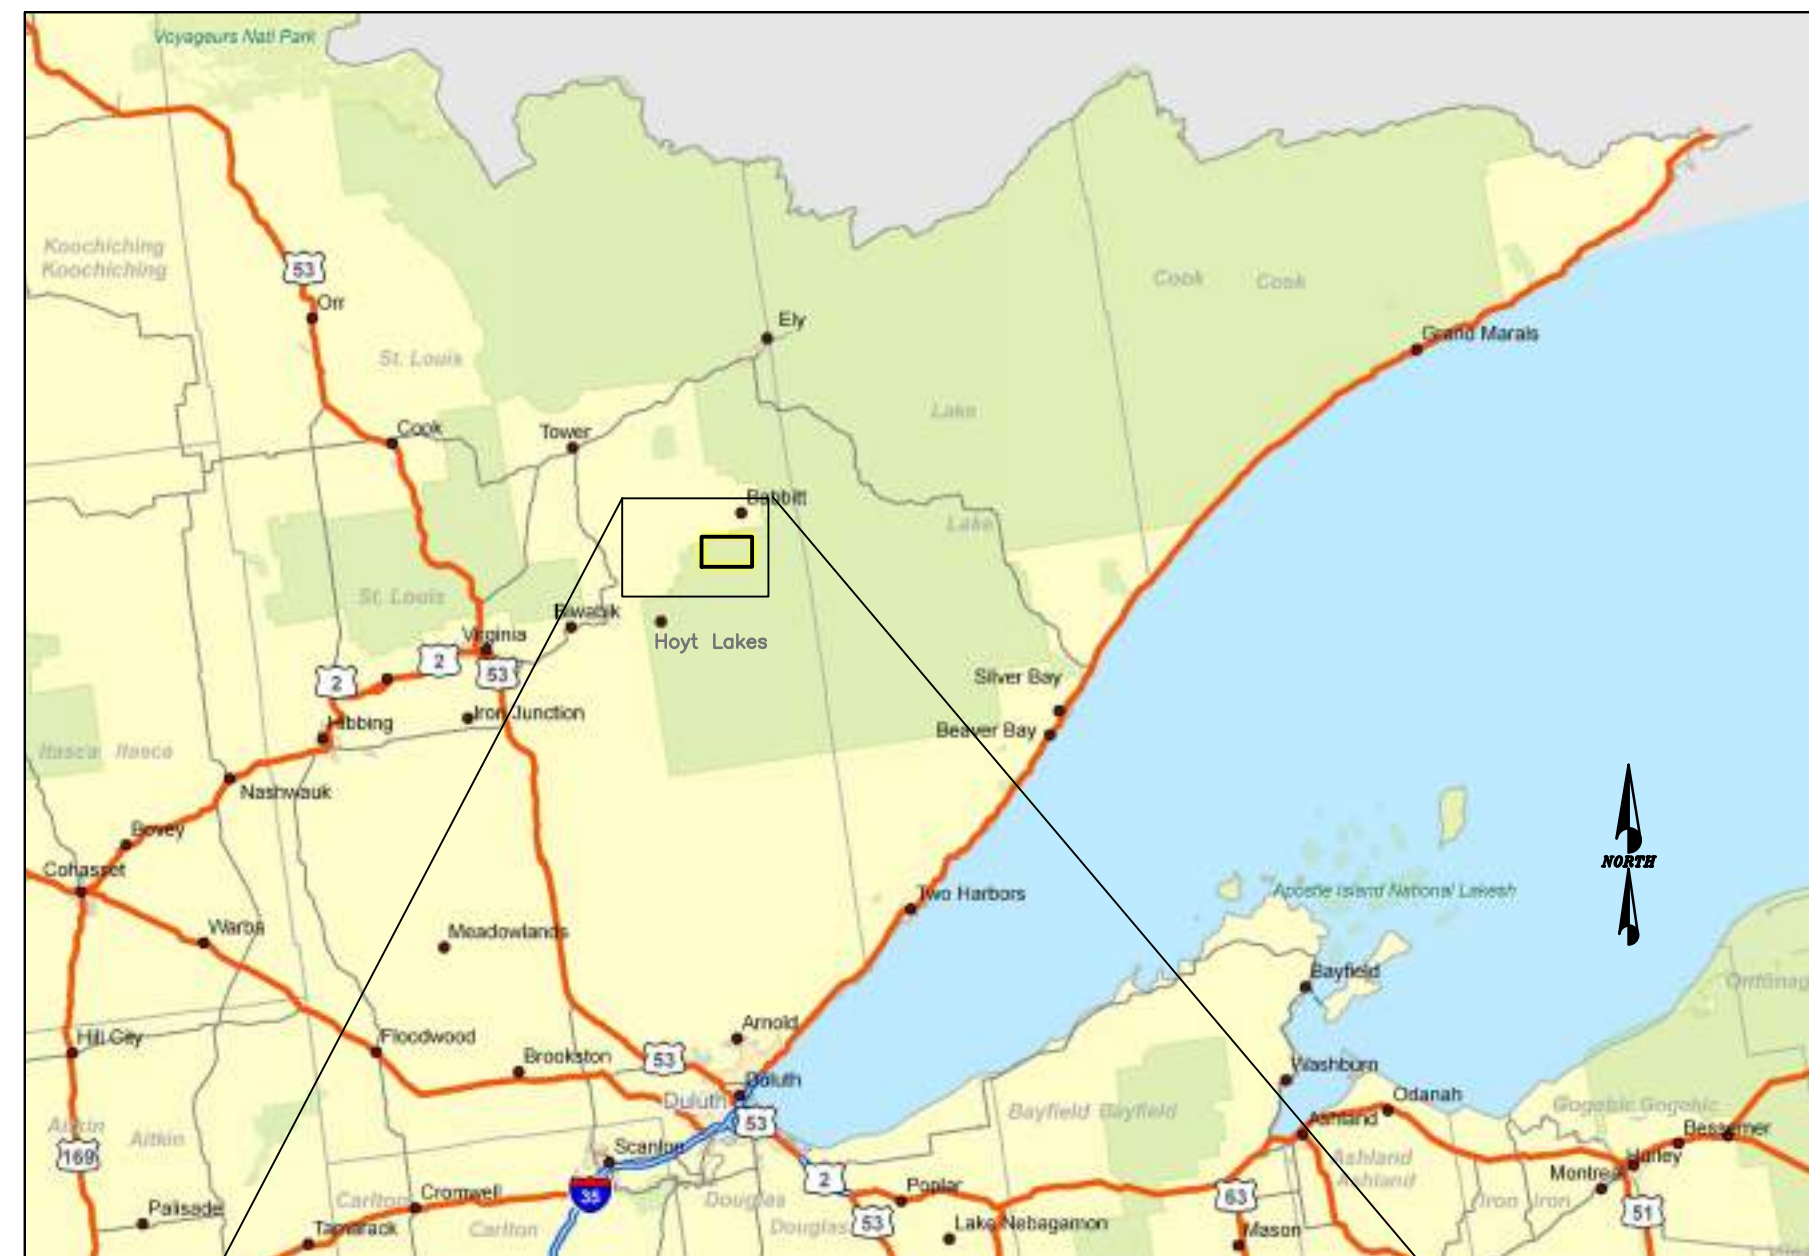 Voyageurs Natl Park
Koochiching
Koochiching
53
Orr
St. Louis
Cook
Cook
Ely
Grand Marais
Lake
Cook
Tower
Babbitt
Lake
St. Louis
Biwabik
Virginia
Hoyt Lakes
2
53
2
Silver Bay
Hibbing
Iron Junction
Beaver Bay
Itasca
Itasca
Nashwauk
Bovey
Cohasset
NORTH
Apostle Island National Lakesh
Two Harbors
Warba
Meadowlands
Bayfield
Arnold
Hill City
Floodwood
Brookston
53
Washburn
Duluth
Duluth
Odanah
53
Bayfield
Bayfield
Gogebic
Gogebic
Ashland
Aitkin
Aitkin
Bessemer
169
Scanlon
Ashland
Ashland
Hurley
Montreal
2
35
Poplar
63
Cromwell
Carlton
Douglas
Iron
Iron
Palisade
53
51
Tamarack
Carlton
Douglas
Lake Nebagamon
Mason